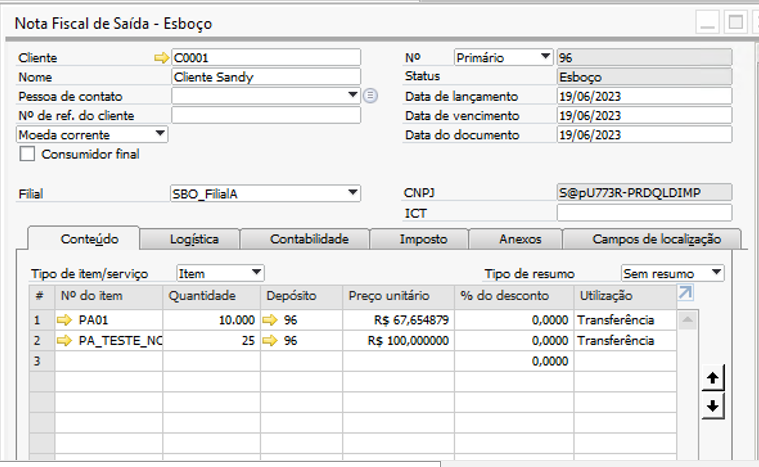 Nota Fiscal de Saída - Esboço
Cliente C0001 Nº Primário 96
Nome Cliente Sandy Status Esboço
Pessoa de contato Data de lançamento 19/06/2023
Nº de ref. do cliente Data de vencimento 19/06/2023
Moeda corrente Data do documento 19/06/2023
Consumidor final
Filial SBO_FilialA CNPJ S@pU773R-PRDQLDIMP
ICT
Conteúdo Logística Contabilidade Imposto Anexos Campos de localização
Tipo de item/serviço Item Tipo de resumo Sem resumo
# Nº do item Quantidade Depósito Preço unitário % do desconto Utilização
1 PA01 10.000 96 R$ 67,654879 0,0000 Transferência
2 PA_TESTE_NC 25 96 R$ 100,000000 0,0000 Transferência
3 0,0000